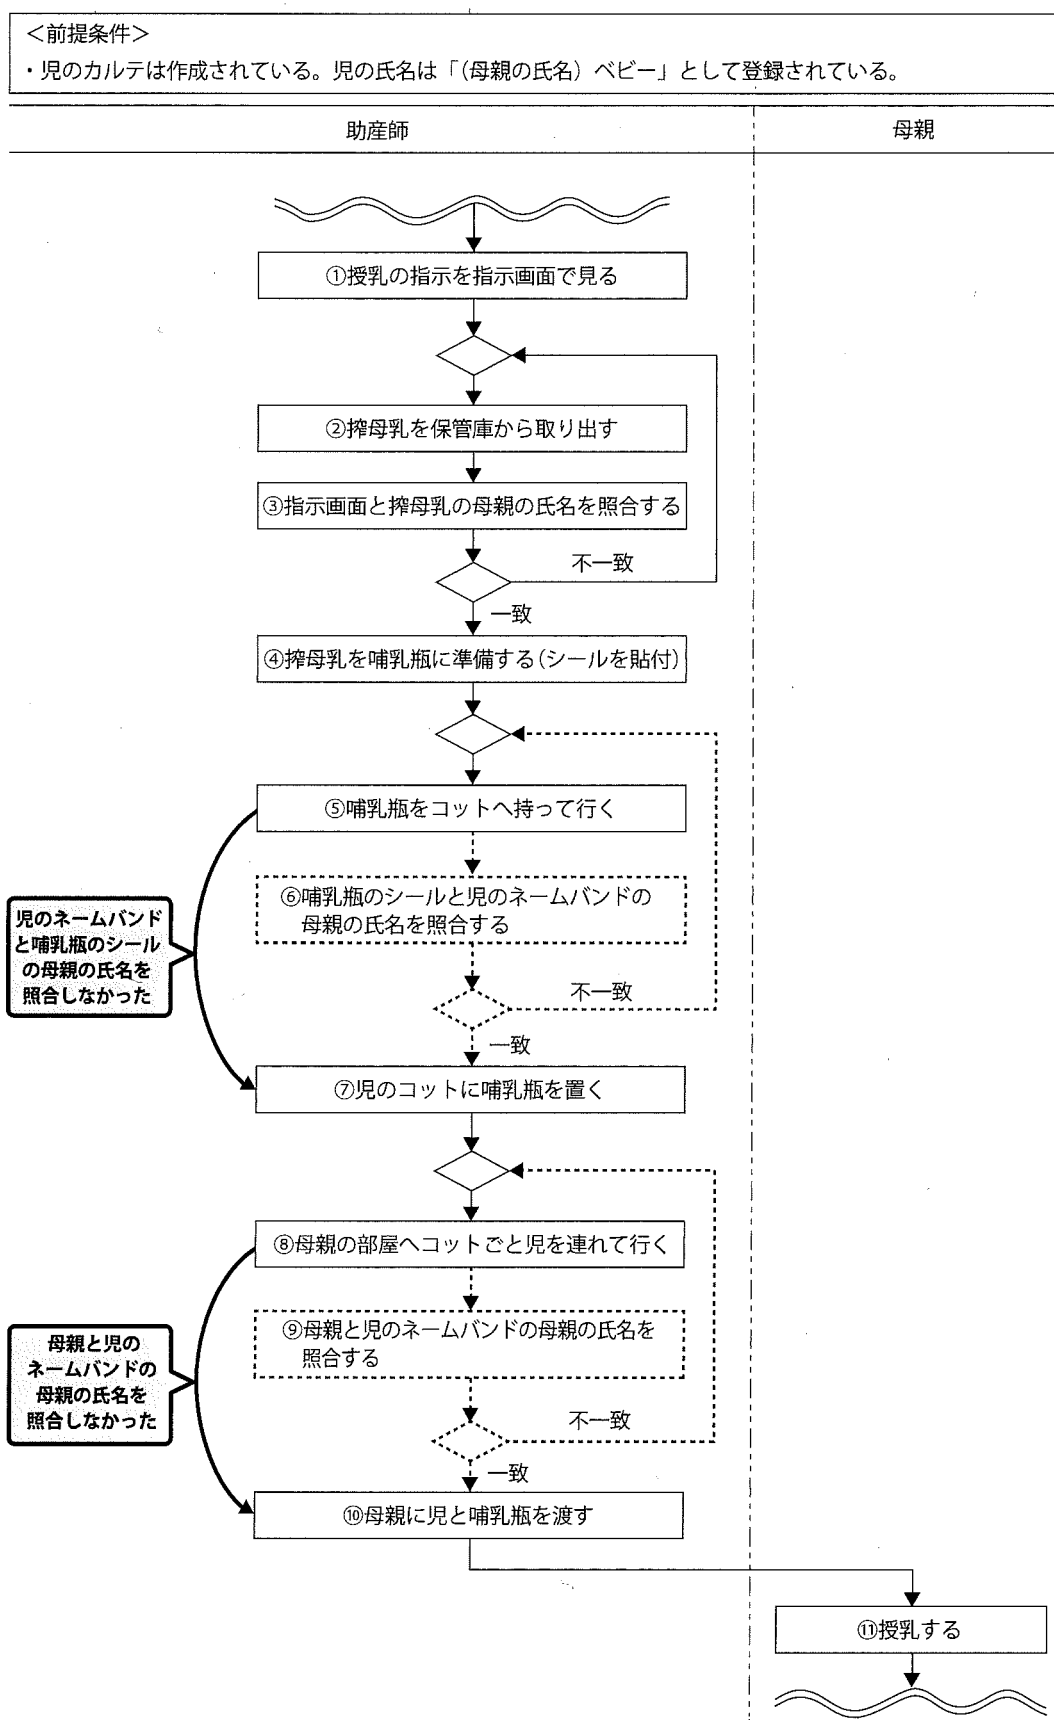 <前提条件>
・児のカルテは作成されている。児の氏名は「(母親の氏名)ベビー」として登録されている。
助産師
母親
①授乳の指示を指示画面で見る
②搾母乳を保管庫から取り出す
③指示画面と搾母乳の母親の氏名を照合する
不一致
一致
④搾母乳を哺乳瓶に準備する(シールを貼付)
⑤哺乳瓶をコットへ持って行く
⑥哺乳瓶のシールと児のネームバンドの
母親の氏名を照合する
児のネームバンド
と哺乳瓶のシール
の母親の氏名を
照合しなかった
不一致
一致
⑦児のコットに哺乳瓶を置く
⑧母親の部屋へコットごと児を連れて行く
⑨母親と児のネームバンドの母親の氏名を
照合する
母親と児の
ネームバンドの
母親の氏名を
照合しなかった
不一致
一致
⑩母親に児と哺乳瓶を渡す
⑪授乳する